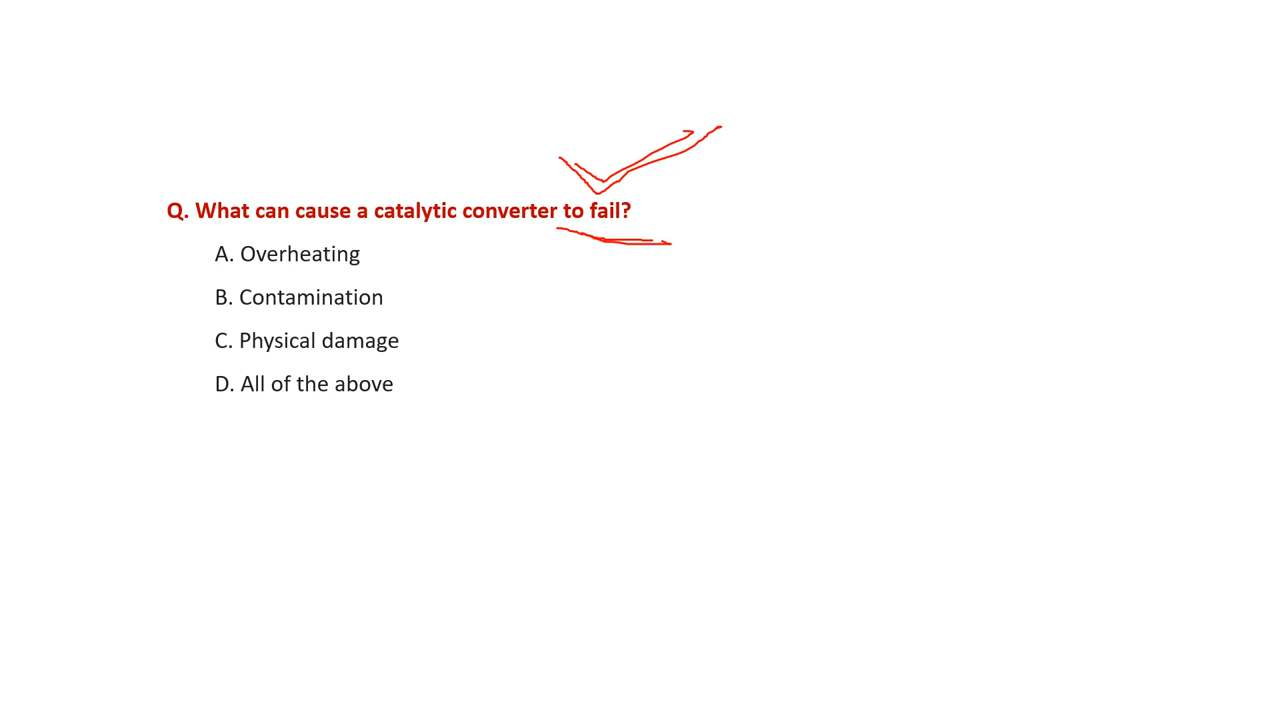 Q. What can cause a catalytic converter to fail?
A. Overheating
B. Contamination
C. Physical damage
D. All of the above